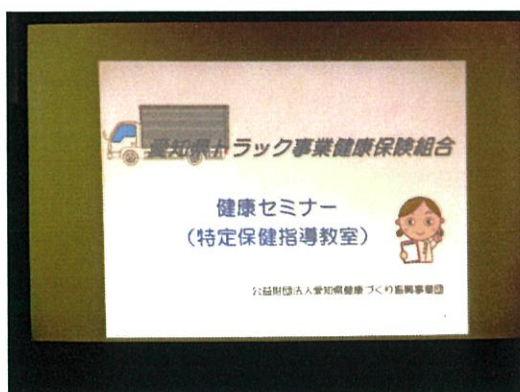 愛知県トラック事業健康保険組合
健康セミナー
（特定保健指導教室）
公益財団法人愛知県健康づくり振興事業団